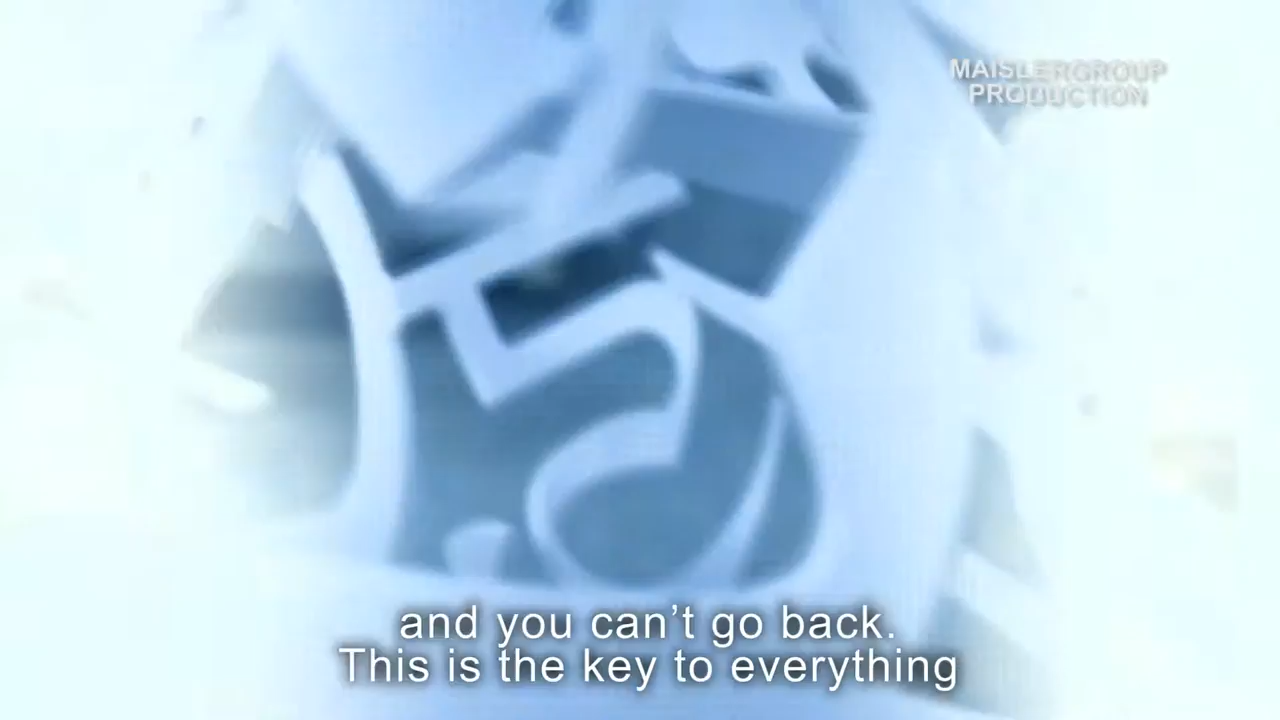 MAISLERGROUP
PRODUCTION
and you can’t go back.
This is the key to everything